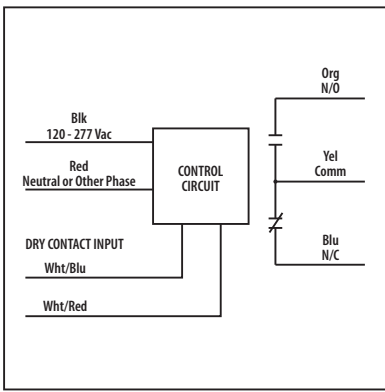 Org
N/O
Blk
120 - 277 Vac
Yel
Comm
Red
Neutral or Other Phase
CONTROL
CIRCUIT
DRY CONTACT INPUT
Blu
N/C
Wht/Blu
Wht/Red